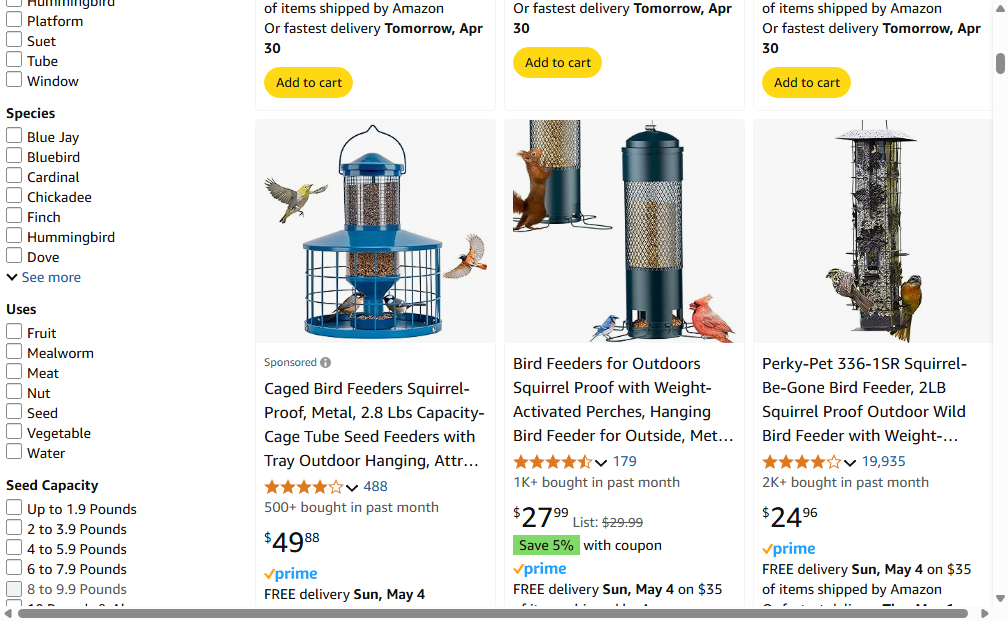 Hummingbird
Platform
Suet
Tube
Window
Species
Blue Jay
Bluebird
Cardinal
Chickadee
Finch
Hummingbird
Dove
See more
Uses
Fruit
Mealworm
Meat
Nut
Seed
Vegetable
Water
Seed Capacity
Up to 1.9 Pounds
2 to 3.9 Pounds
4 to 5.9 Pounds
6 to 7.9 Pounds
8 to 9.9 Pounds
of items shipped by Amazon
Or fastest delivery Tomorrow, Apr
30
Add to cart
of items shipped by Amazon
Or fastest delivery Tomorrow, Apr
30
Add to cart
Or fastest delivery Tomorrow, Apr
30
Add to cart
Sponsored
Caged Bird Feeders Squirrel-
Proof, Metal, 2.8 Lbs Capacity-
Cage Tube Seed Feeders with
Tray Outdoor Hanging, Attr...
488
500+ bought in past month
$49.88
prime
FREE delivery Sun, May 4
Bird Feeders for Outdoors
Squirrel Proof with Weight-
Activated Perches, Hanging
Bird Feeder for Outside, Met...
179
1K+ bought in past month
$27.99 List: $29.99
Save 5% with coupon
prime
FREE delivery Sun, May 4 on $35
Perky-Pet 336-1SR Squirrel-
Be-Gone Bird Feeder, 2LB
Squirrel Proof Outdoor Wild
Bird Feeder with Weight-...
19,935
2K+ bought in past month
$24.96
prime
FREE delivery Sun, May 4 on $35
of items shipped by Amazon